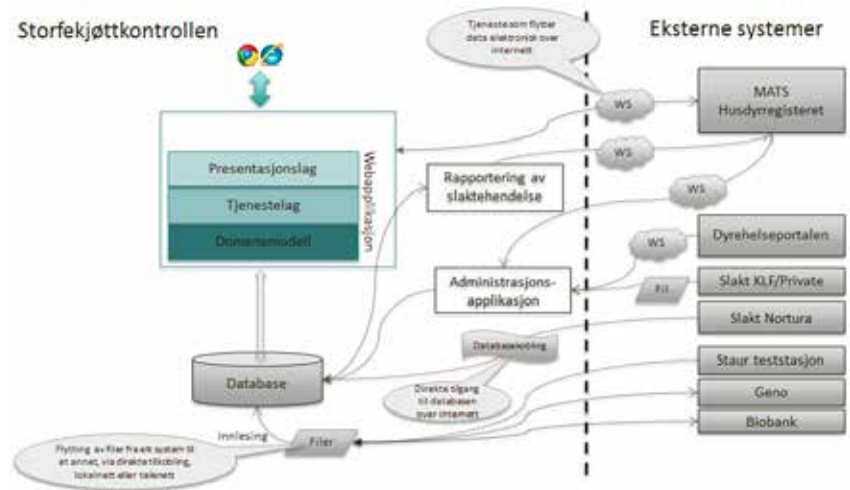 Storfekjøttkontrollen
Eksterne systemer
Tjeneste som flytter
data elektronisk over
internett
WS
MATS
Husdyrregisteret
WS
Presentasjonslag
Tjenestelag
Domenemodell
Webapplikasjon
Rapportering av
slaktehendelse
WS
Dyrehelseportalen
WS
Administrasjons-
applikasjon
Fil
Slakt KLF/Private
Slakt Nortura
Databasekobling
Staur teststasjon
Database
Direkte tilgang
til databasen
over internett
Geno
Biobank
Innlesing
Filer
Flytting av filer fra ett system til
et annet, via direkte tilkobling,
lokalnett eller telenett